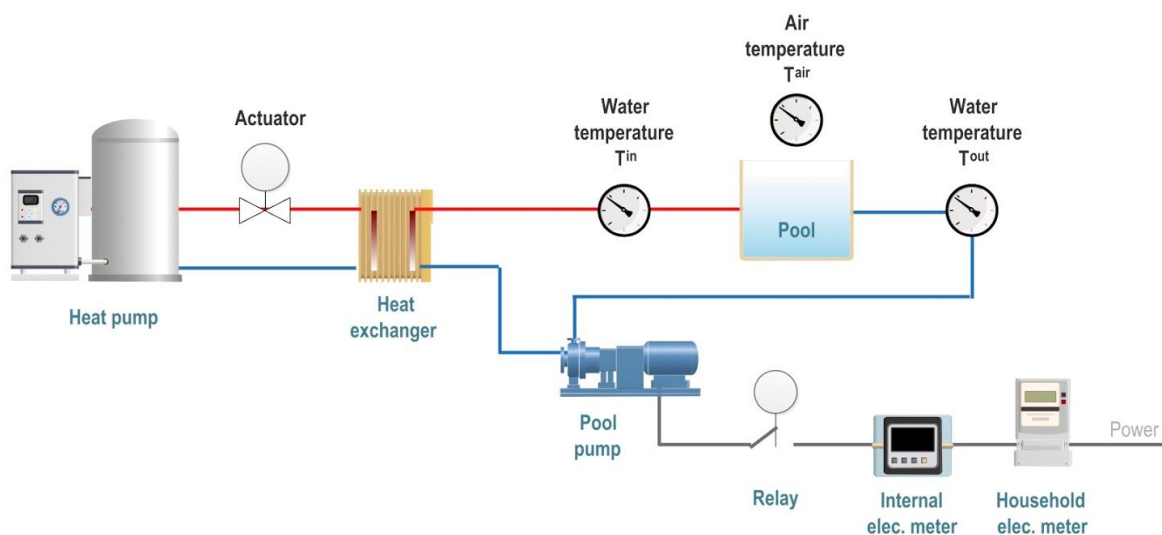 Air
temperature
Tair
Water
temperature
Tin
Water
temperature
Tout
Actuator
Pool
Heat pump
Heat
exchanger
Pool
pump
Relay
Internal
elec. meter
Household
elec. meter
Power